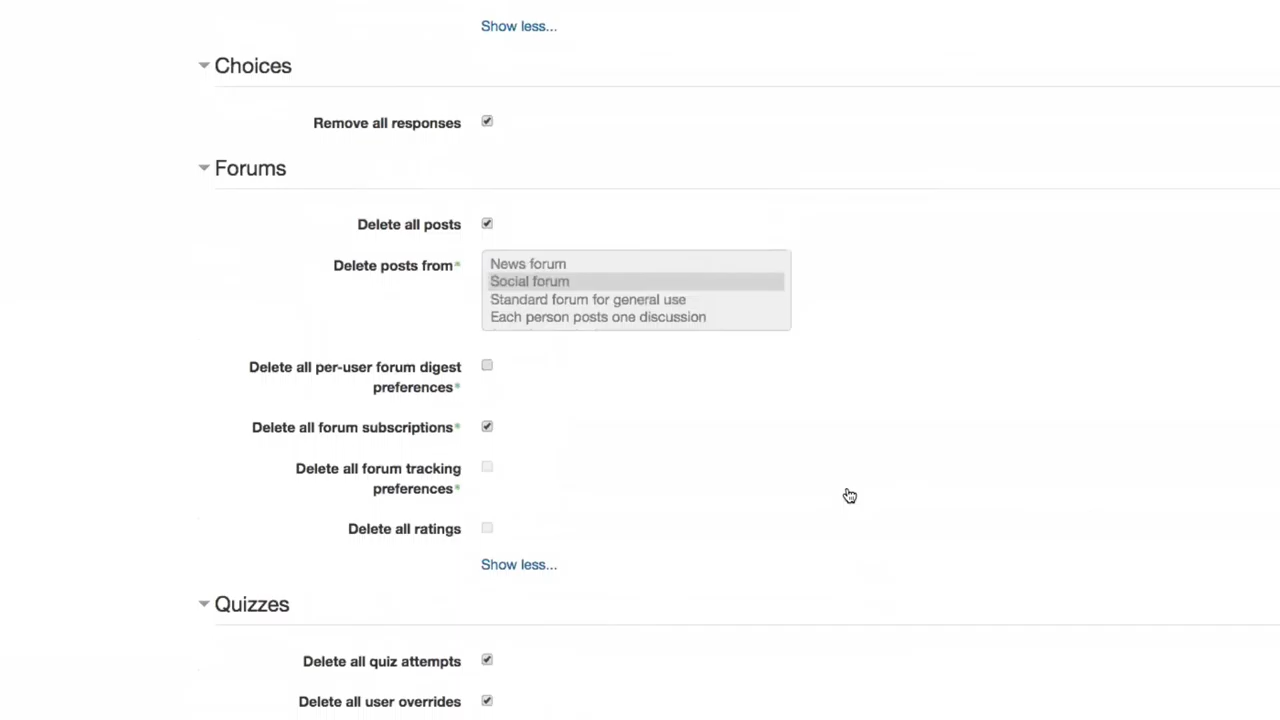 Show less...
Choices
Remove all responses
Forums
Delete all posts
Delete posts from*
News forum
Social forum
Standard forum for general use
Each person posts one discussion
Delete all per-user forum digest
preferences*
Delete all forum subscriptions*
Delete all forum tracking
preferences*
Delete all ratings
Show less...
Quizzes
Delete all quiz attempts
Delete all user overrides